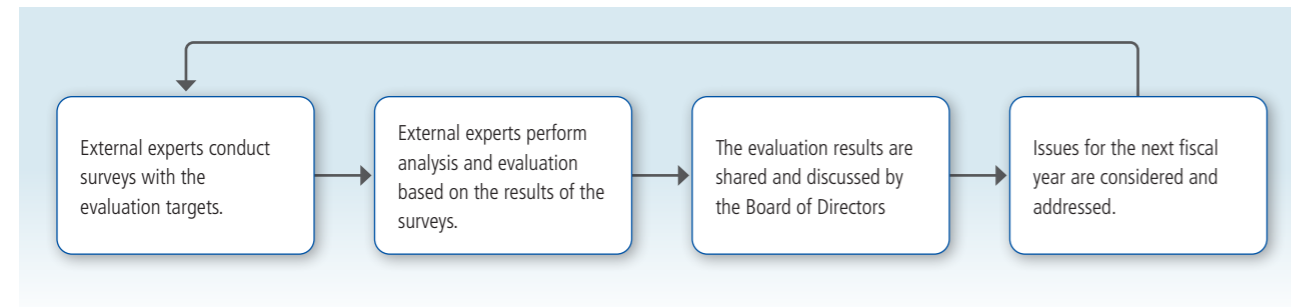 External experts conduct
surveys with the
evaluation targets.
External experts perform
analysis and evaluation
based on the results of the
surveys.
The evaluation results are
shared and discussed by
the Board of Directors
Issues for the next fiscal
year are considered and
addressed.